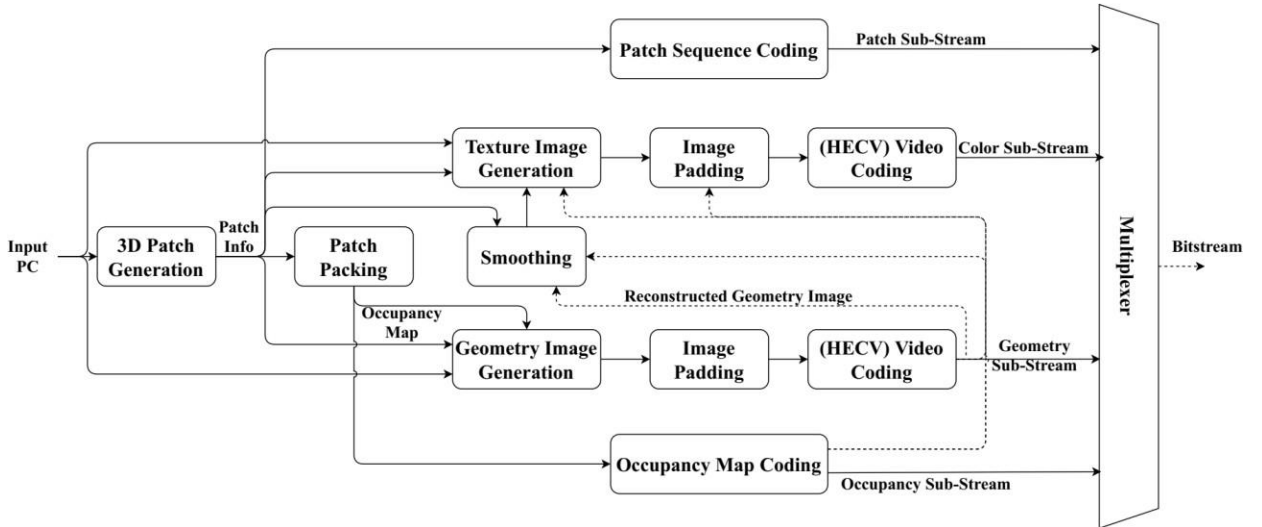 Patch Sequence Coding
Patch Sub-Stream
Texture Image
Generation
Image
Padding
(HECV) Video
Coding
Color Sub-Stream
Input
PC
3D Patch
Generation
Patch
Info
Patch
Packing
Smoothing
Multiplexer
Bitstream
Reconstructed Geometry Image
Occupancy
Map
Geometry Image
Generation
Image
Padding
(HECV) Video
Coding
Geometry
Sub-Stream
Occupancy Map Coding
Occupancy Sub-Stream